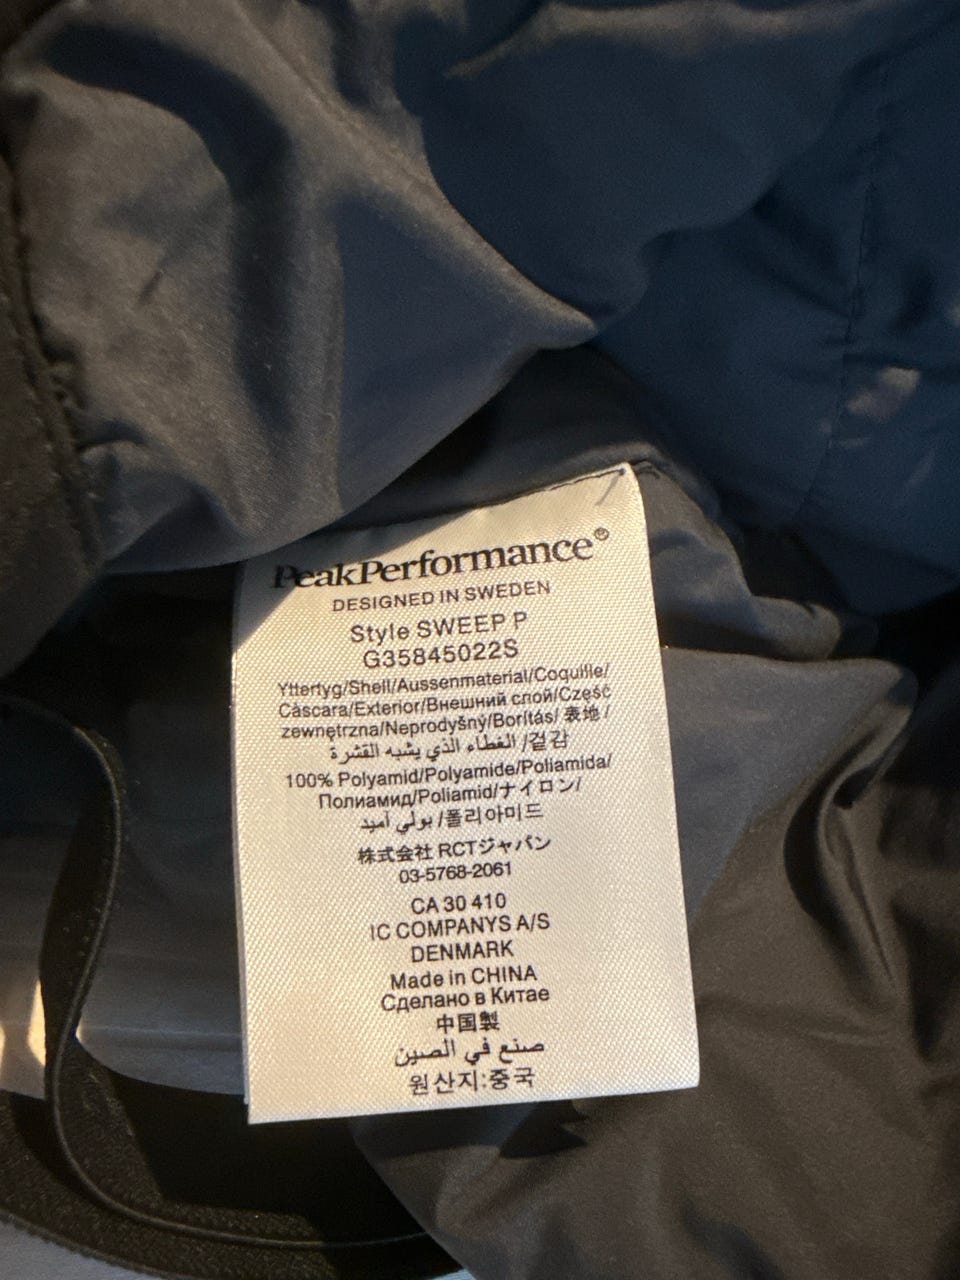 PeakPerformance®
DESIGNED IN SWEDEN
Style SWEEP P
G35845022S
Yttertyg/Shell/Aussenmaterial/Coquille/
Càscara/Exterior/Внешний слой/Część
zewnętrzna/Neprodyšný/Borítás/ 表地 /
الغطاء الذي يشبه القشرة /겉감
100% Polyamid/Polyamide/Poliamida/
Полиамид/Poliamid/ナイロン/
بولي أميد /폴리아미드
株式会社 RCTジャパン
03-5768-2061
CA 30 410
IC COMPANYS A/S
DENMARK
Made in CHINA
Сделано в Китае
中国製
صنع في الصين
원산지:중국